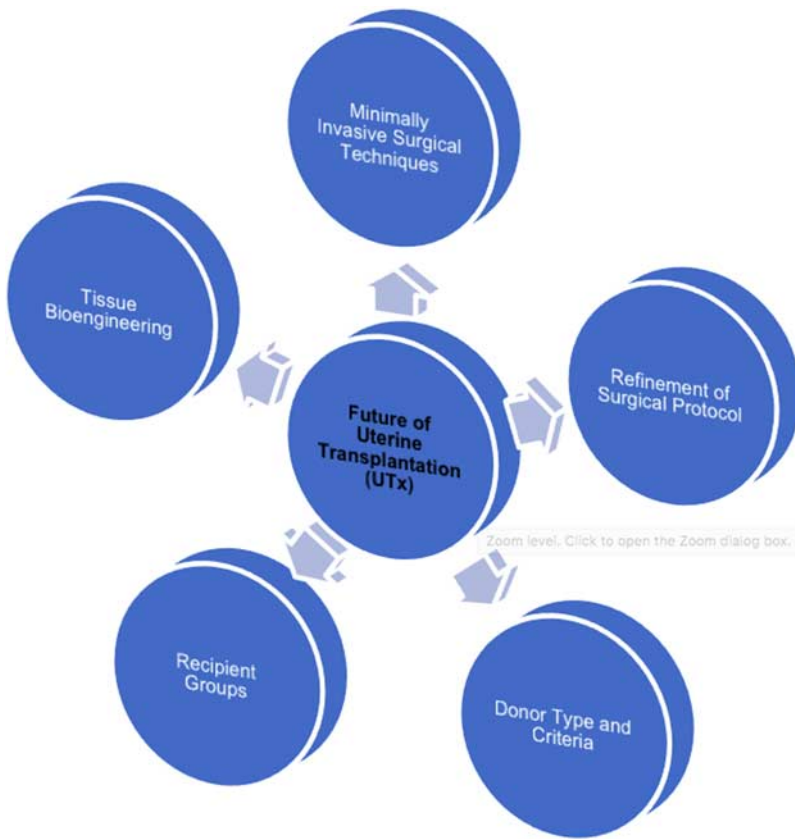 Minimally
Invasive Surgical
Techniques
Tissue
Bioengineering
Refinement of
Surgical Protocol
Future of
Uterine
Transplantation
(UTx)
Zoom level. Click to open the Zoom dialog box.
Recipient
Groups
Donor Type and
Criteria